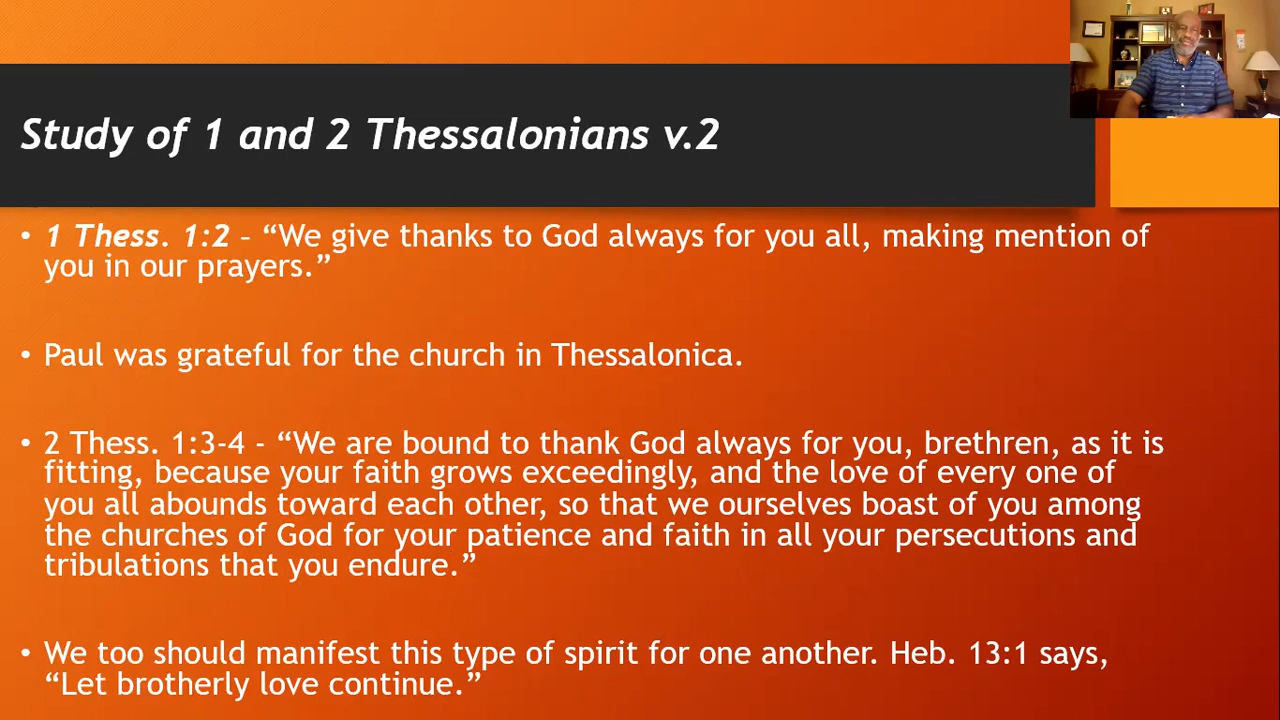 Study of 1 and 2 Thessalonians v.2
• 1 Thess. 1:2 – “We give thanks to God always for you all, making mention of
you in our prayers.”
• Paul was grateful for the church in Thessalonica.
• 2 Thess. 1:3-4 - “We are bound to thank God always for you, brethren, as it is
fitting, because your faith grows exceedingly, and the love of every one of
you all abounds toward each other, so that we ourselves boast of you among
the churches of God for your patience and faith in all your persecutions and
tribulations that you endure.”
• We too should manifest this type of spirit for one another. Heb. 13:1 says,
“Let brotherly love continue.”